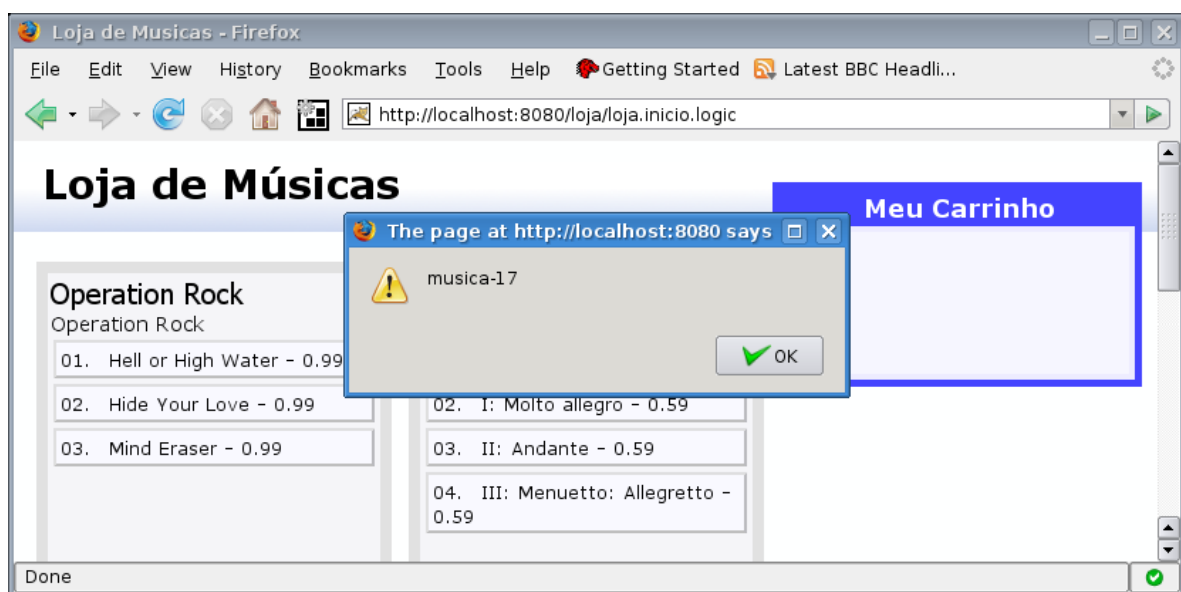 Loja de Musicas - Firefox
File Edit View History Bookmarks Tools Help Getting Started Latest BBC Headli...
http://localhost:8080/loja/loja.inicio.logic
Loja de Músicas
Meu Carrinho
The page at http://localhost:8080 says
musica-17
OK
Operation Rock
Operation Rock
01. Hell or High Water - 0.99
02. Hide Your Love - 0.99
03. Mind Eraser - 0.99
02. I: Molto allegro - 0.59
03. II: Andante - 0.59
04. III: Menuetto: Allegretto -
0.59
Done